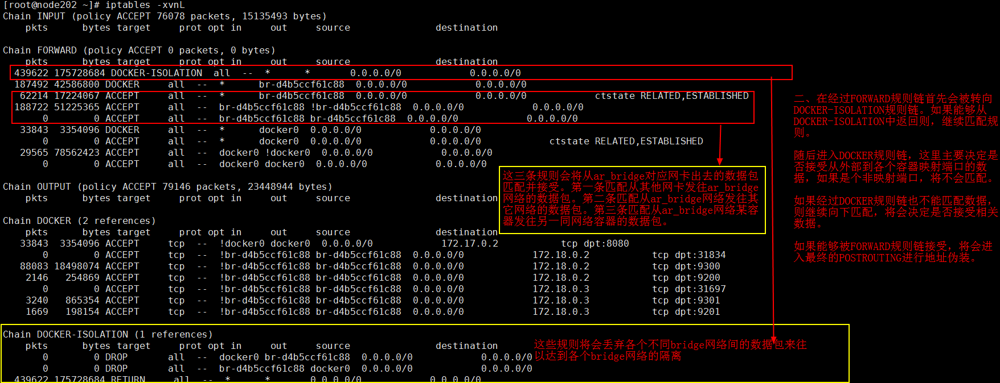 [root@node202 ~]# iptables -xvnL
Chain INPUT (policy ACCEPT 76078 packets, 15135493 bytes)
pkts bytes target prot opt in out source destination
Chain FORWARD (policy ACCEPT 0 packets, 0 bytes)
pkts bytes target prot opt in out source destination
439622 175728684 DOCKER-ISOLATION all -- * * 0.0.0.0/0 0.0.0.0/0
187492 42586800 DOCKER all -- * br-d4b5ccf61c88 0.0.0.0/0 0.0.0.0/0
62214 17224067 ACCEPT all -- * br-d4b5ccf61c88 0.0.0.0/0 0.0.0.0/0 ctstate RELATED,ESTABLISHED
188722 51225365 ACCEPT all -- br-d4b5ccf61c88 !br-d4b5ccf61c88 0.0.0.0/0 0.0.0.0/0
0 0 ACCEPT all -- br-d4b5ccf61c88 br-d4b5ccf61c88 0.0.0.0/0 0.0.0.0/0
33843 3354096 DOCKER all -- * docker0 0.0.0.0/0 0.0.0.0/0
0 0 ACCEPT all -- * docker0 0.0.0.0/0 0.0.0.0/0 ctstate RELATED,ESTABLISHED
29565 78562423 ACCEPT all -- docker0 !docker0 0.0.0.0/0 0.0.0.0/0
0 0 ACCEPT all -- docker0 docker0 0.0.0.0/0 0.0.0.0/0
Chain OUTPUT (policy ACCEPT 79146 packets, 23448944 bytes)
pkts bytes target prot opt in out source destination
Chain DOCKER (2 references)
pkts bytes target prot opt in out source destination
33843 3354096 ACCEPT tcp -- !docker0 docker0 0.0.0.0/0 172.17.0.2 tcp dpt:8080
0 0 ACCEPT tcp -- !br-d4b5ccf61c88 br-d4b5ccf61c88 0.0.0.0/0 172.18.0.2 tcp dpt:31834
88083 18498074 ACCEPT tcp -- !br-d4b5ccf61c88 br-d4b5ccf61c88 0.0.0.0/0 172.18.0.2 tcp dpt:9300
2146 254869 ACCEPT tcp -- !br-d4b5ccf61c88 br-d4b5ccf61c88 0.0.0.0/0 172.18.0.2 tcp dpt:9200
0 0 ACCEPT tcp -- !br-d4b5ccf61c88 br-d4b5ccf61c88 0.0.0.0/0 172.18.0.3 tcp dpt:31697
3240 865354 ACCEPT tcp -- !br-d4b5ccf61c88 br-d4b5ccf61c88 0.0.0.0/0 172.18.0.3 tcp dpt:9301
1669 198154 ACCEPT tcp -- !br-d4b5ccf61c88 br-d4b5ccf61c88 0.0.0.0/0 172.18.0.3 tcp dpt:9201
Chain DOCKER-ISOLATION (1 references)
pkts bytes target prot opt in out source destination
0 0 DROP all -- docker0 br-d4b5ccf61c88 0.0.0.0/0 0.0.0.0/0
0 0 DROP all -- br-d4b5ccf61c88 docker0 0.0.0.0/0 0.0.0.0/0
439622 175728684 RETURN all -- * * 0.0.0.0/0 0.0.0.0/0
这三条规则会将从ar_bridge对应网卡出去的数据包
匹配并接受。第一条匹配从其他网卡发往ar_bridge
网络的数据包。第二条匹配从ar_bridge网络发往其
它网络的数据包。第三条匹配从ar_bridge网络某容
器发往另一同网络容器的数据包。
二、在经过FORWARD规则链首先会被转向
DOCKER-ISOLATION规则链。如果能够从
DOCKER-ISOLATION中返回则，继续匹配规
则。
随后进入DOCKER规则链，这里主要决定是
否接受从外部到各个容器映射端口的数
据，如果是个非映射端口，将不会匹配。
如果经过DOCKER规则链也不能匹配数据，
则继续向下匹配，将会决定是否接受相关
数据。
如果能够被FORWARD规则链接受，将会进
入最终的POSTROUTING进行地址伪装。
这些规则将会丢弃各个不同bridge网络间的数据包来往
以达到各个bridge网络的隔离